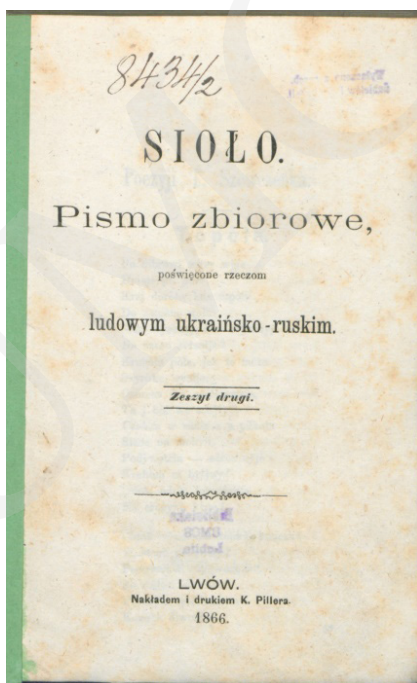 8434/2
SIOŁO.
Pismo zbiorowe,
poświęcone rzeczom
ludowym ukraińsko-ruskim.
Zeszyt drugi.
LWÓW.
Nakładem i drukiem K. Pillera.
1866.